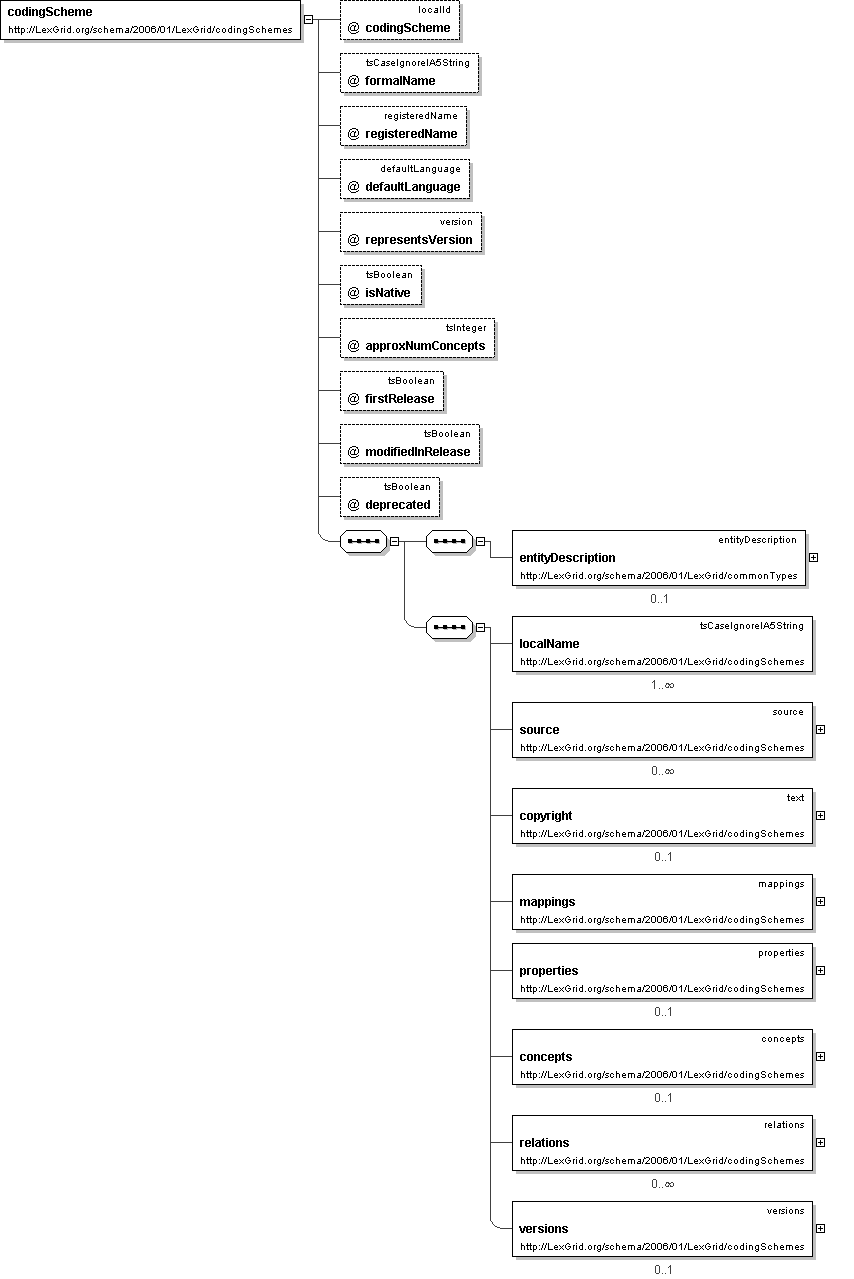 codingScheme
http://LexGrid.org/schema/2006/01/LexGrid/codingSchemes
localId
@ codingScheme
tsCaseIgnoreIA5String
@ formalName
registeredName
@ registeredName
defaultLanguage
@ defaultLanguage
version
@ representsVersion
tsBoolean
@ isNative
tsInteger
@ approxNumConcepts
tsBoolean
@ firstRelease
tsBoolean
@ modifiedInRelease
tsBoolean
@ deprecated
entityDescription
entityDescription
http://LexGrid.org/schema/2006/01/LexGrid/commonTypes
0..1
tsCaseIgnoreIA5String
localName
http://LexGrid.org/schema/2006/01/LexGrid/codingSchemes
1..∞
source
source
http://LexGrid.org/schema/2006/01/LexGrid/codingSchemes
0..∞
text
copyright
http://LexGrid.org/schema/2006/01/LexGrid/codingSchemes
0..1
mappings
mappings
http://LexGrid.org/schema/2006/01/LexGrid/codingSchemes
properties
properties
http://LexGrid.org/schema/2006/01/LexGrid/codingSchemes
0..1
concepts
concepts
http://LexGrid.org/schema/2006/01/LexGrid/codingSchemes
0..1
relations
relations
http://LexGrid.org/schema/2006/01/LexGrid/codingSchemes
0..∞
versions
versions
http://LexGrid.org/schema/2006/01/LexGrid/codingSchemes
0..1